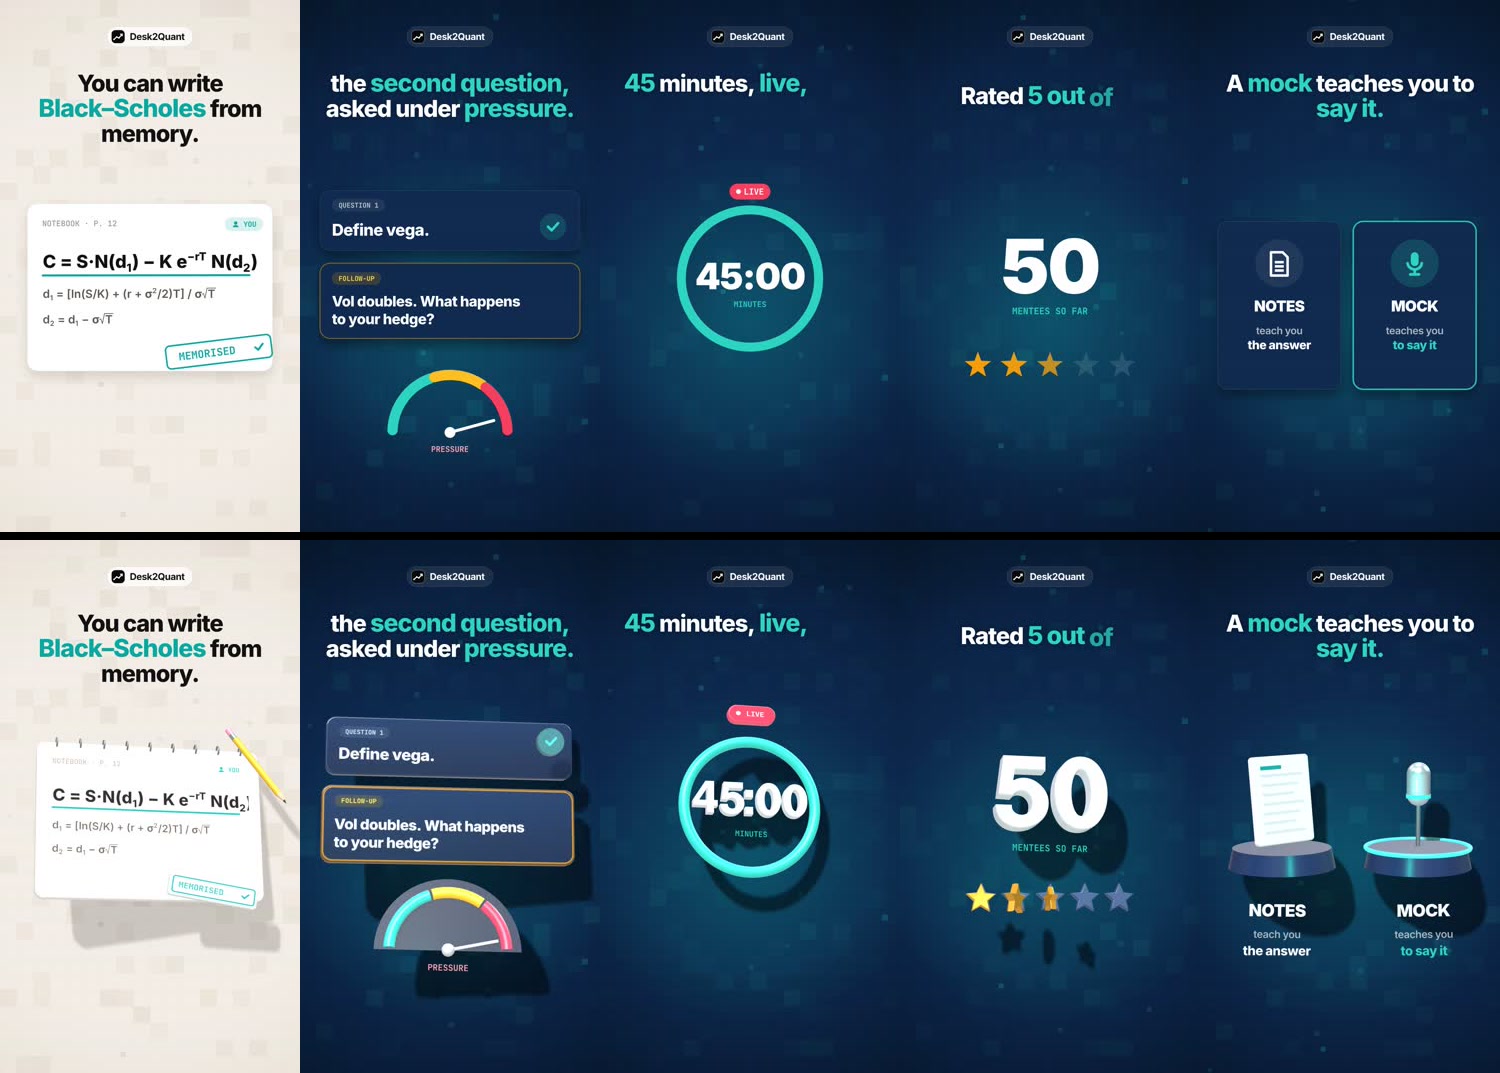 Desk2Quant
You can write
Black–Scholes from
memory.
NOTEBOOK · P. 12
YOU
C = S·N(d₁) – K e⁻ʳᵀ N(d₂)
d₁ = [ln(S/K) + (r + σ²/2)T] / σ√T
d₂ = d₁ – σ√T
MEMORISED
Desk2Quant
the second question,
asked under pressure.
QUESTION 1
Define vega.
FOLLOW-UP
Vol doubles. What happens
to your hedge?
PRESSURE
Desk2Quant
45 minutes, live,
LIVE
45:00
MINUTES
Desk2Quant
Rated 5 out of
50
MENTEES SO FAR
Desk2Quant
A mock teaches you to
say it.
NOTES
teach you
the answer
MOCK
teaches you
to say it
Desk2Quant
You can write
Black–Scholes from
memory.
NOTEBOOK · P. 12
YOU
C = S·N(d₁) – K e⁻ʳᵀ N(d₂)
d₁ = [ln(S/K) + (r + σ²/2)T] / σ√T
d₂ = d₁ – σ√T
MEMORISED
Desk2Quant
the second question,
asked under pressure.
QUESTION 1
Define vega.
FOLLOW-UP
Vol doubles. What happens
to your hedge?
PRESSURE
Desk2Quant
45 minutes, live,
LIVE
45:00
MINUTES
Desk2Quant
Rated 5 out of
50
MENTEES SO FAR
Desk2Quant
A mock teaches you to
say it.
NOTES
teach you
the answer
MOCK
teaches you
to say it